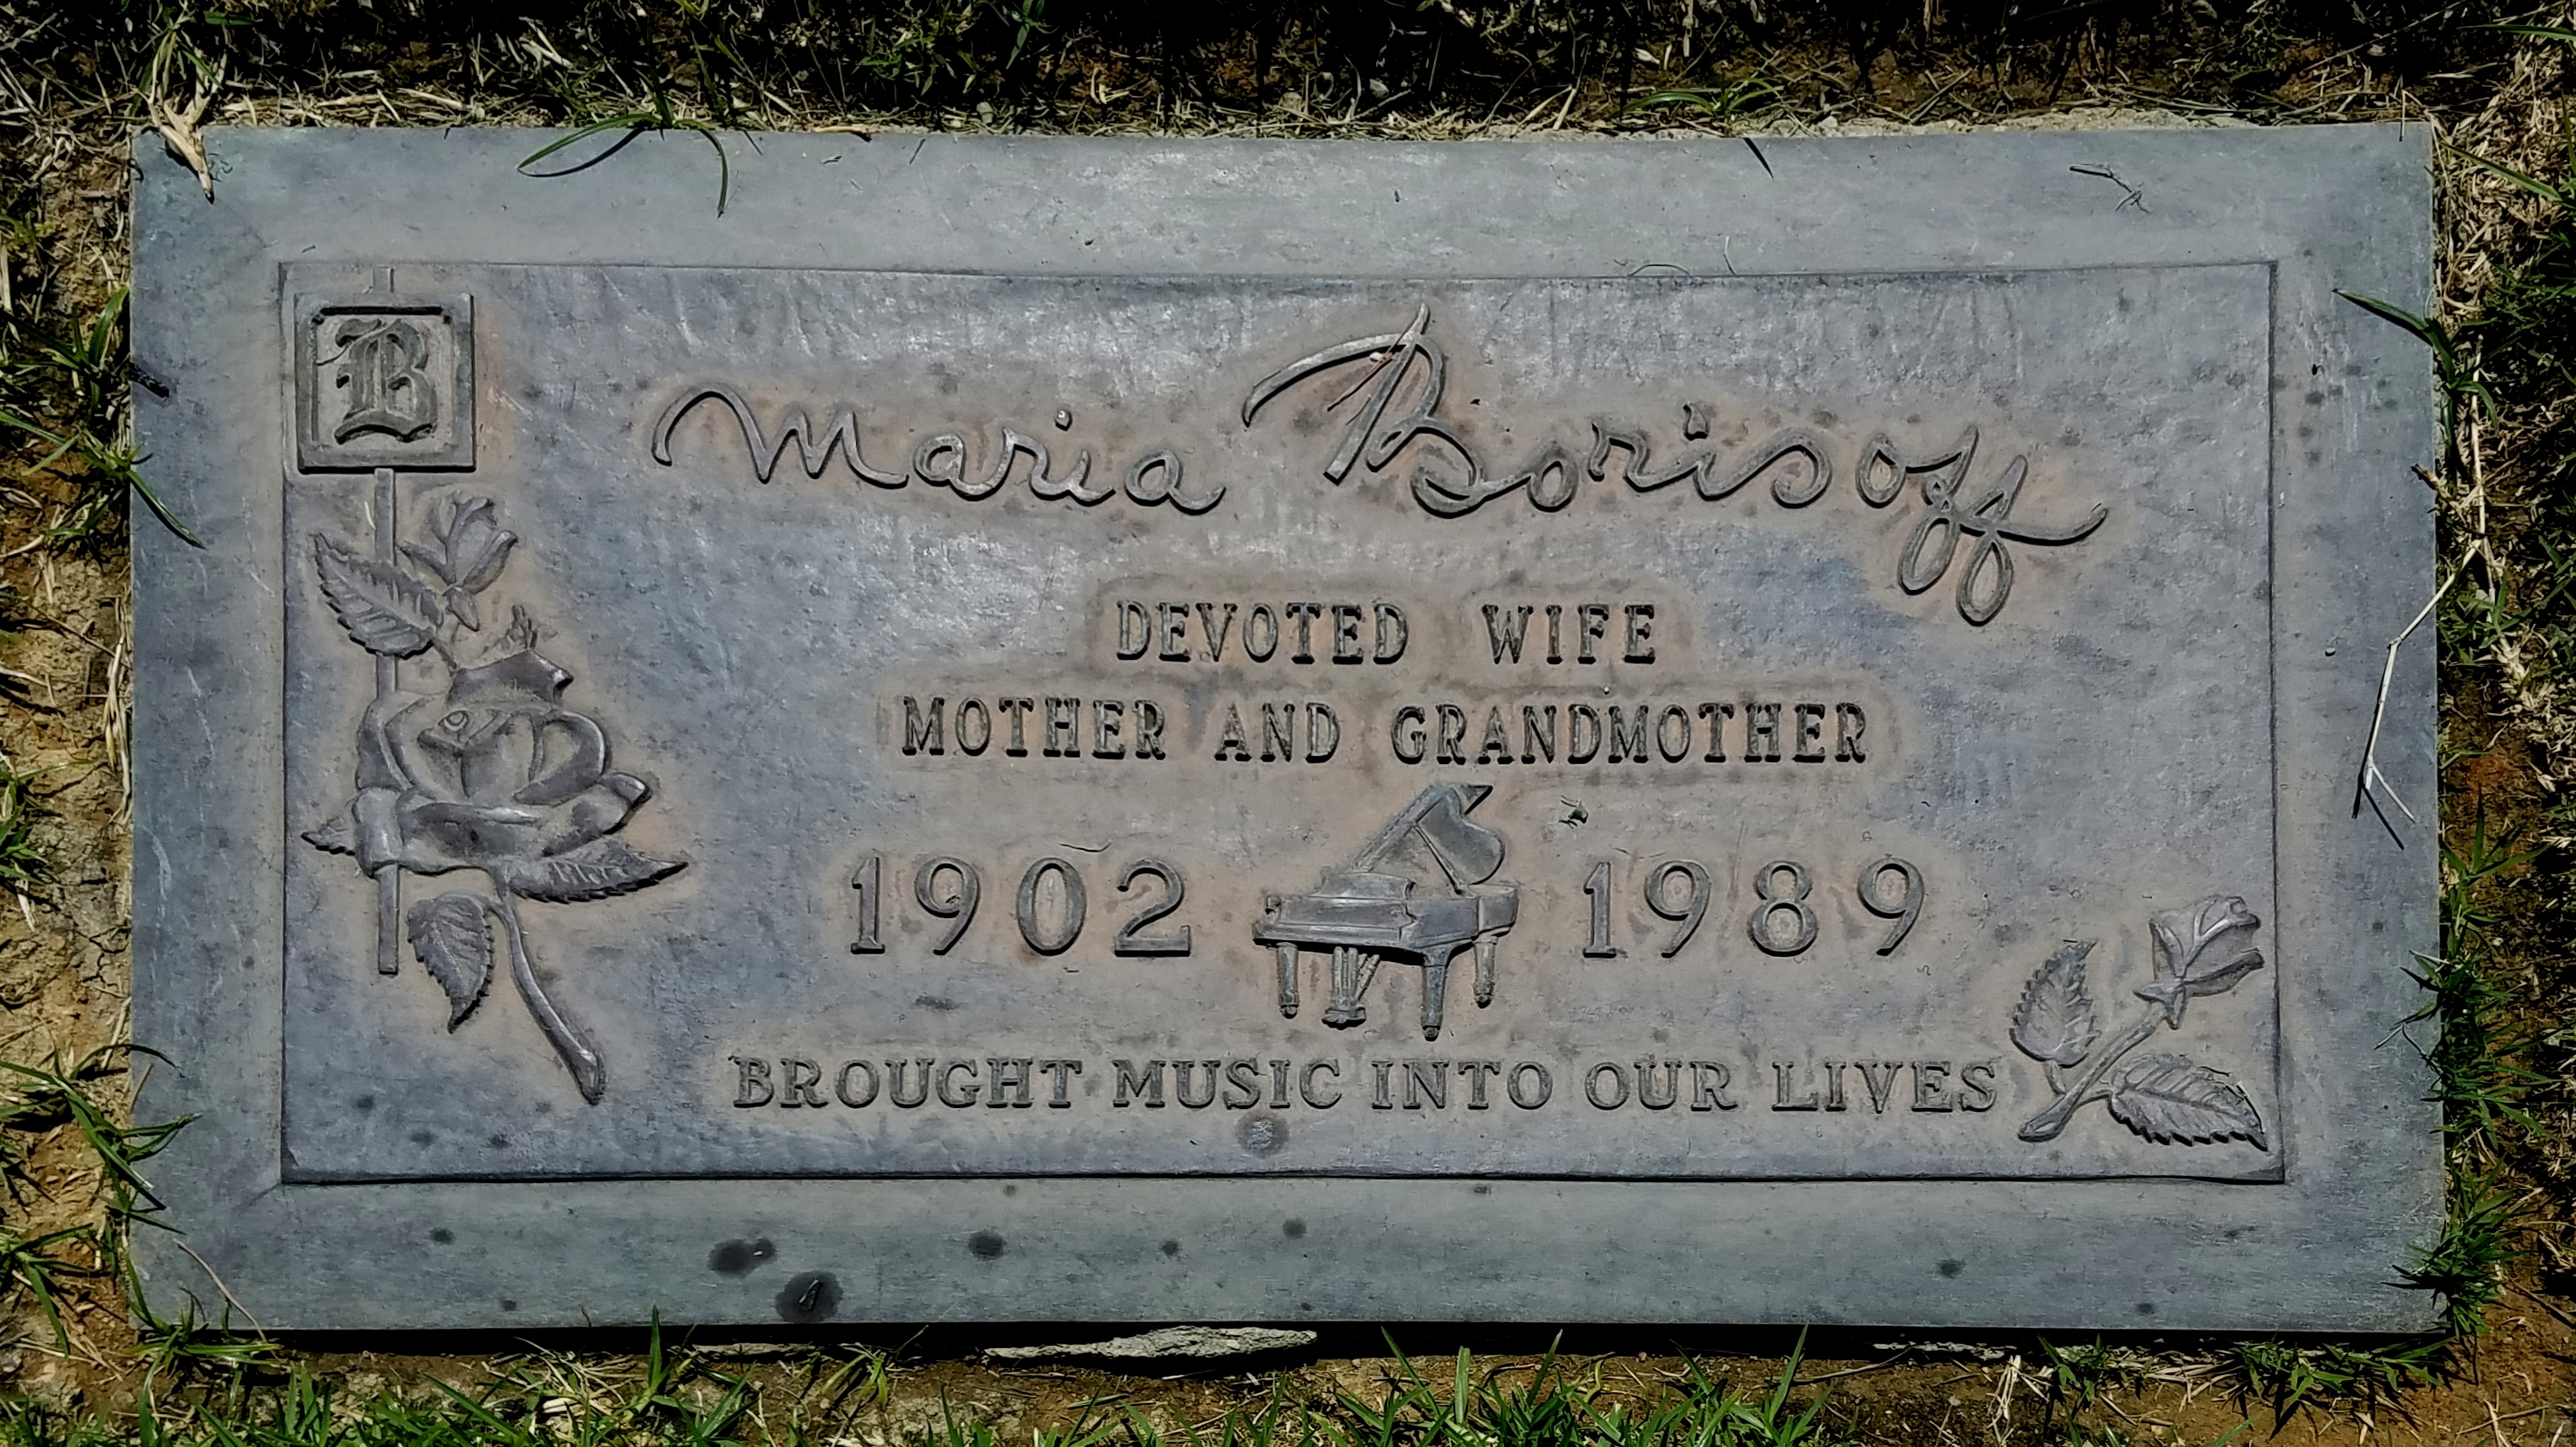 B
Maria Borisoff
DEVOTED WIFE
MOTHER AND GRANDMOTHER
1902 1989
BROUGHT MUSIC INTO OUR LIVES